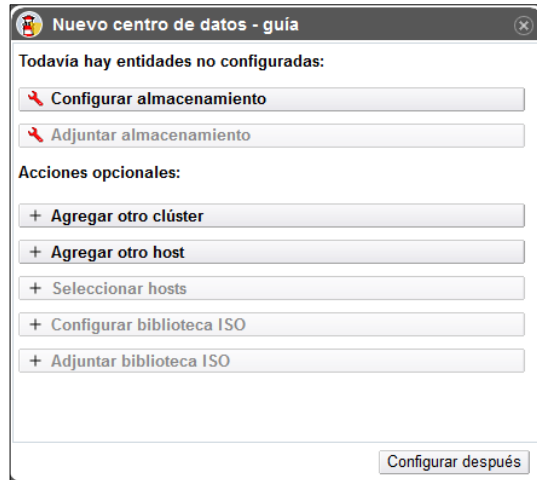 Nuevo centro de datos - guía
Todavía hay entidades no configuradas:
Configurar almacenamiento
Adjuntar almacenamiento
Acciones opcionales:
+ Agregar otro clúster
+ Agregar otro host
+ Seleccionar hosts
+ Configurar biblioteca ISO
+ Adjuntar biblioteca ISO
Configurar después